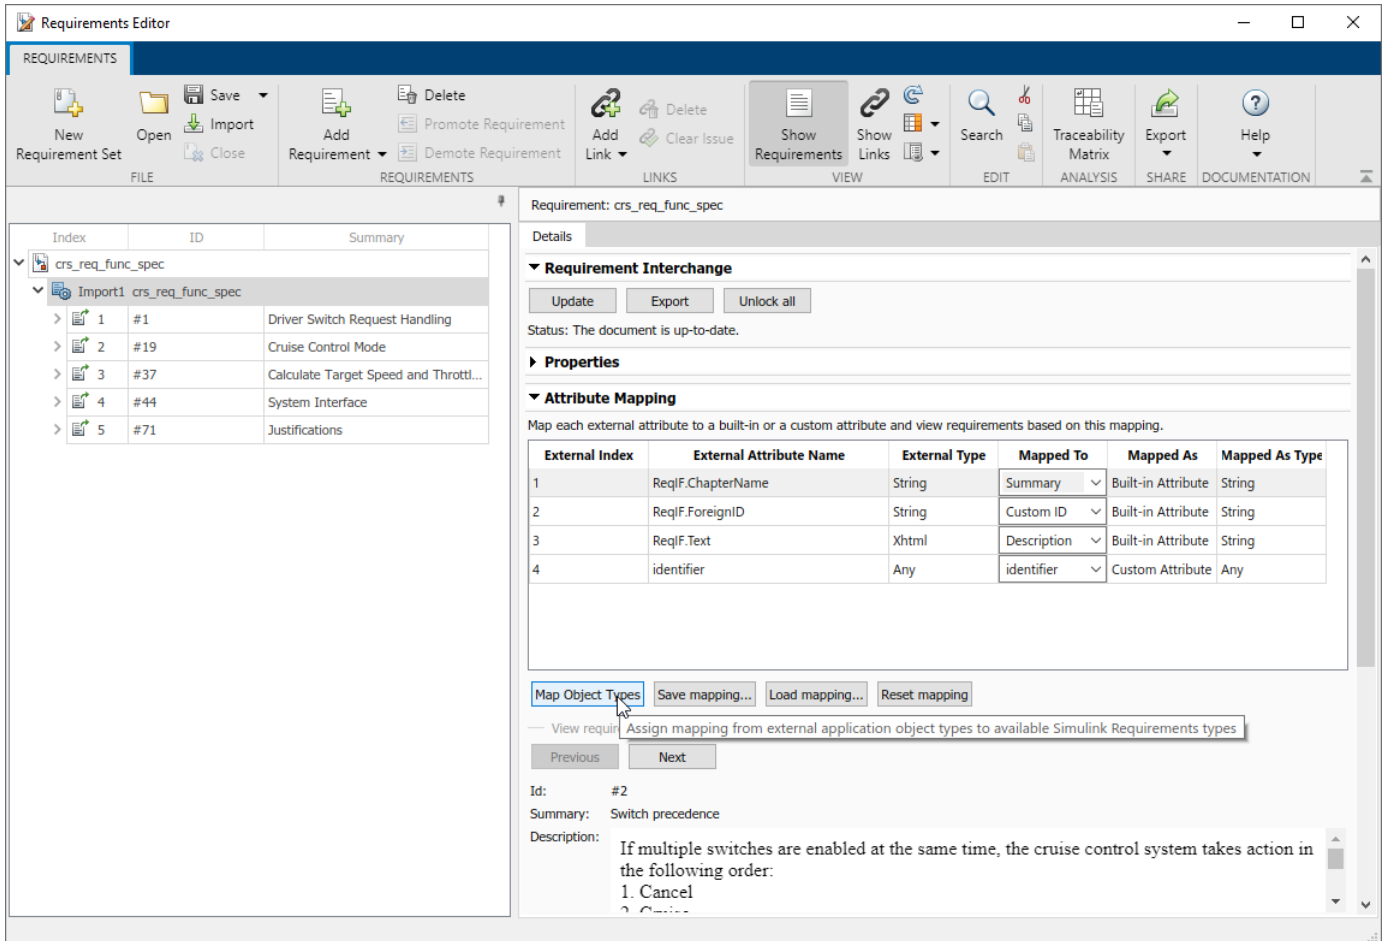 Requirements Editor
REQUIREMENTS
New Requirement Set
Open
Save
Import
Close
FILE
Add Requirement
Delete
Promote Requirement
Demote Requirement
REQUIREMENTS
Add Link
Delete
Clear Issue
LINKS
Show Requirements
Show Links
VIEW
Search
EDIT
Traceability Matrix
ANALYSIS
Export
SHARE
Help
DOCUMENTATION
Index ID Summary
crs_req_func_spec
Import1 crs_req_func_spec
1 #1 Driver Switch Request Handling
2 #19 Cruise Control Mode
3 #37 Calculate Target Speed and Throttl...
4 #44 System Interface
5 #71 Justifications
Requirement: crs_req_func_spec
Details
Requirement Interchange
Update Export Unlock all
Status: The document is up-to-date.
Properties
Attribute Mapping
Map each external attribute to a built-in or a custom attribute and view requirements based on this mapping.
External Index External Attribute Name External Type Mapped To Mapped As Mapped As Type
1 ReqIF.ChapterName String Summary Built-in Attribute String
2 ReqIF.ForeignID String Custom ID Built-in Attribute String
3 ReqIF.Text Xhtml Description Built-in Attribute String
4 identifier Any identifier Custom Attribute Any
Map Object Types Save mapping... Load mapping... Reset mapping
View requir
Assign mapping from external application object types to available Simulink Requirements types
Previous Next
Id: #2
Summary: Switch precedence
Description: If multiple switches are enabled at the same time, the cruise control system takes action in
the following order:
1. Cancel